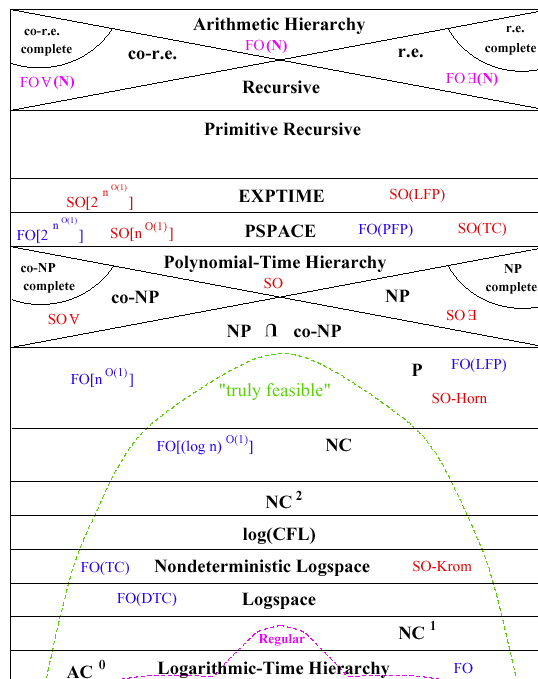 Arithmetic Hierarchy
co-r.e.
complete
co-r.e.
FO(N)
r.e.
r.e.
complete
FO∀(N)
FO∃(N)
Recursive
Primitive Recursive
SO[2^n^O(1)]
EXPTIME
SO(LFP)
FO[2^n^O(1)]
SO[n^O(1)]
PSPACE
FO(PFP)
SO(TC)
Polynomial-Time Hierarchy
co-NP
complete
co-NP
SO
NP
NP
complete
SO∀
SO∃
NP ∩ co-NP
FO[n^O(1)]
P
FO(LFP)
"truly feasible"
SO-Horn
FO[(log n)^O(1)]
NC
NC^2
log(CFL)
FO(TC)
Nondeterministic Logspace
SO-Krom
FO(DTC)
Logspace
Regular
NC^1
AC^0
Logarithmic-Time Hierarchy
FO